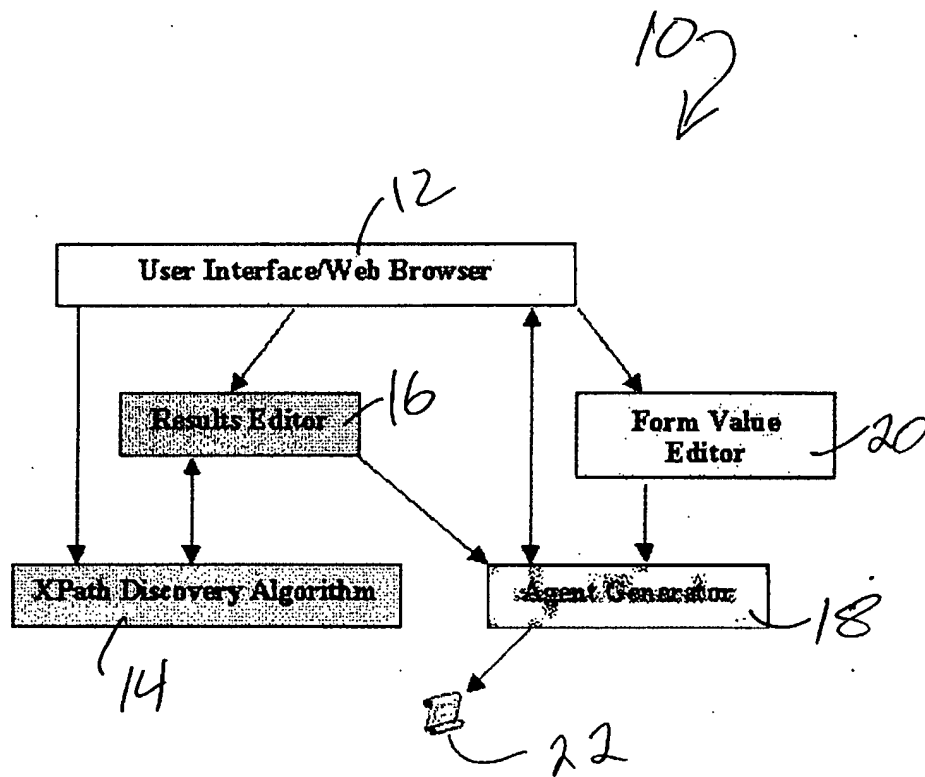 10
12
User Interface/Web Browser
Results Editor
16
Form Value
Editor
20
XPath Discovery Algorithm
Agent Generator
18
14
22